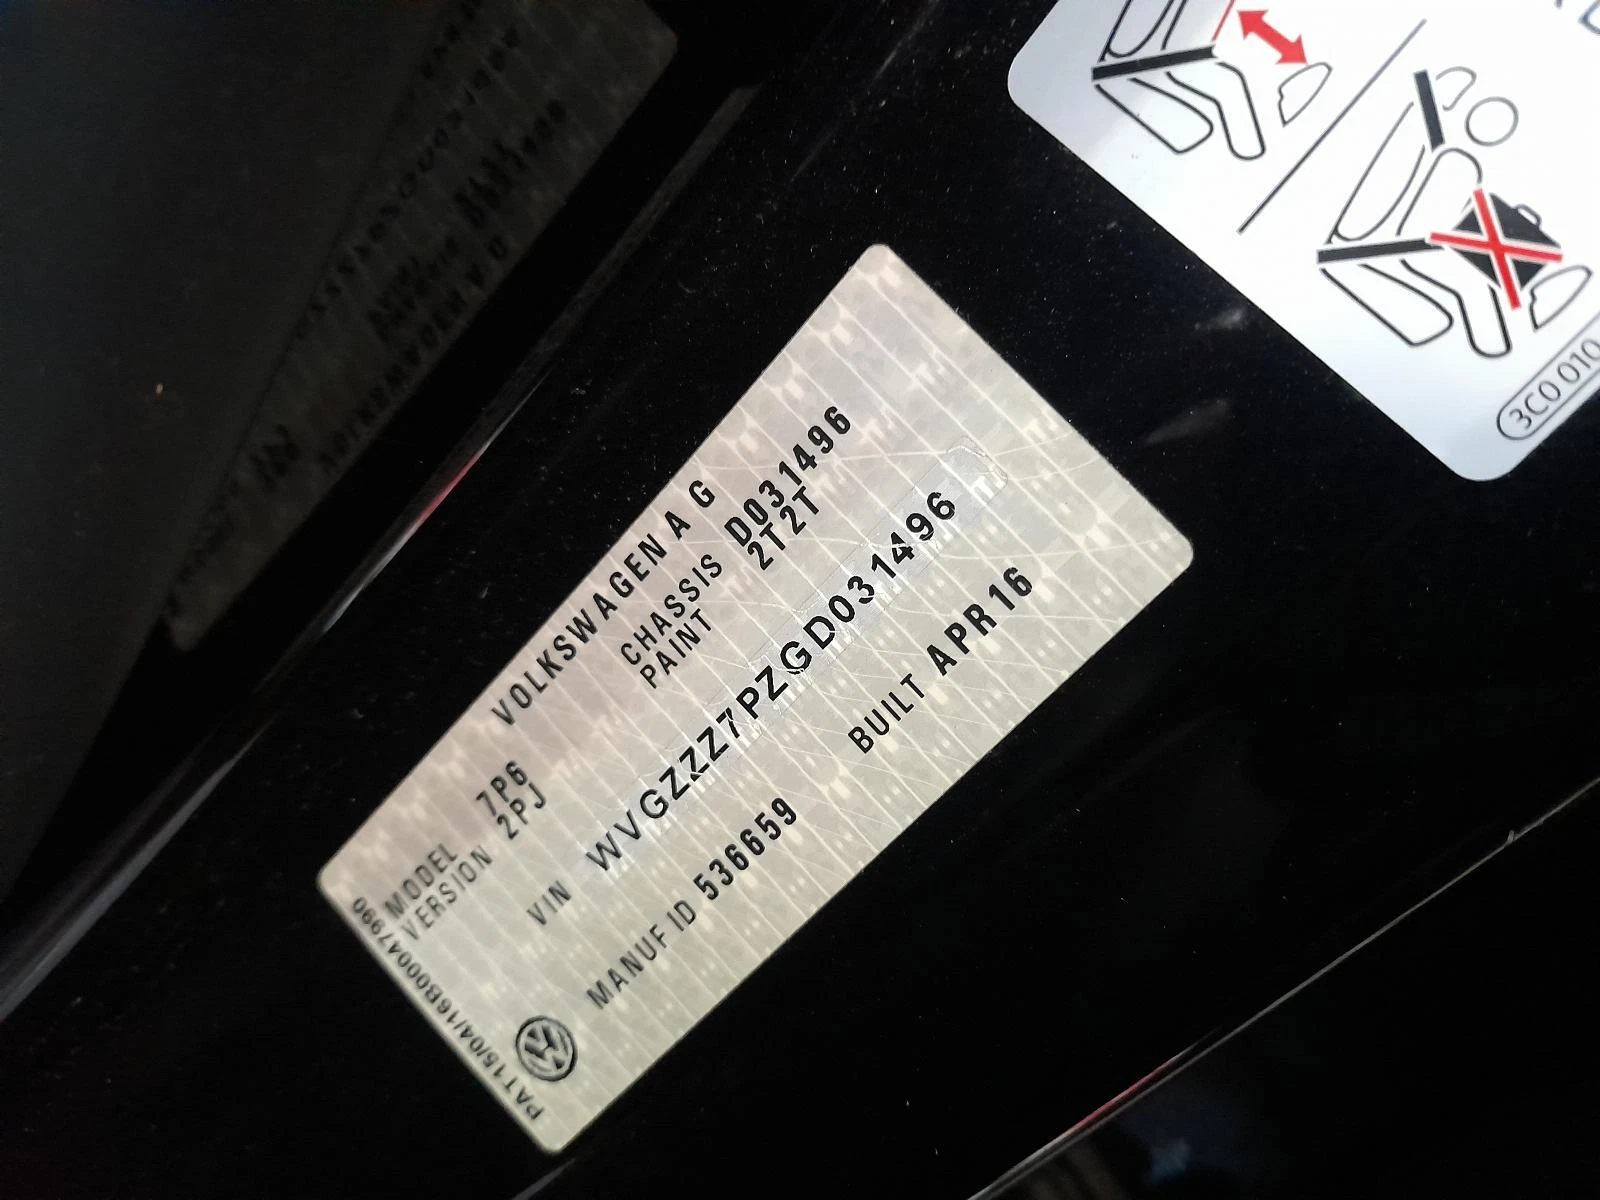 VOLKSWAGEN A G
MODEL 7P6 CHASSIS D031496
VERSION 2PJ PAINT 2T2T
VIN WVGZZZ7PZGD031496
MANUF ID 536659 BUILT APR16
PAT15/04/16B000047990
3C0 010